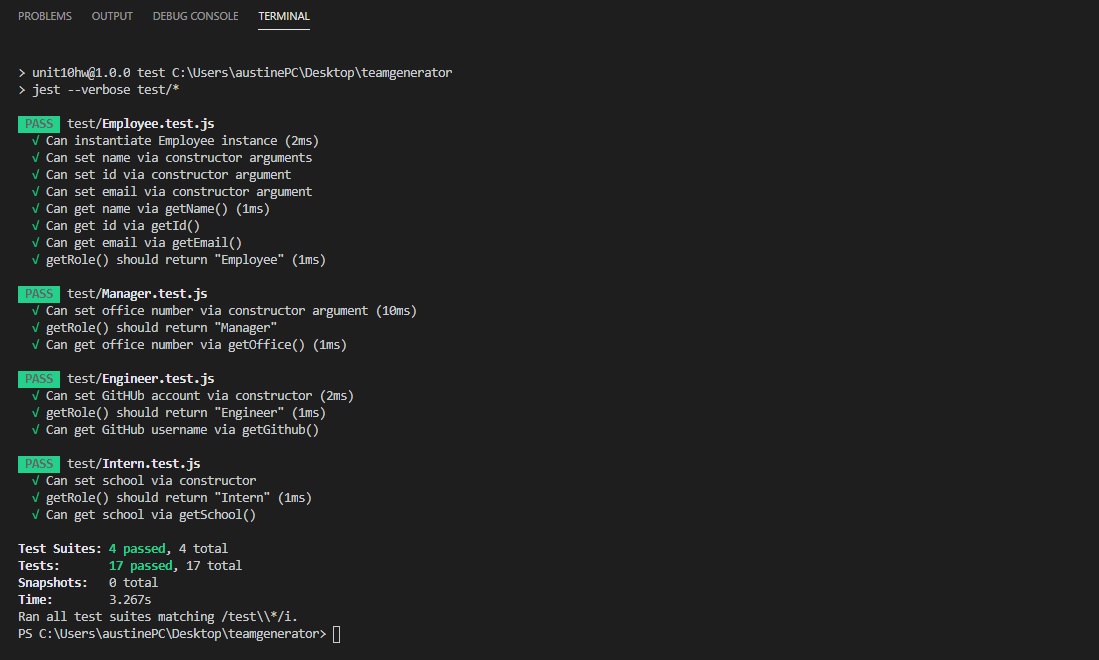 PROBLEMS OUTPUT DEBUG CONSOLE TERMINAL
> unit10hw@1.0.0 test C:\Users\austinePC\Desktop\teamgenerator
> jest --verbose test/*
PASS test/Employee.test.js
√ Can instantiate Employee instance (2ms)
√ Can set name via constructor arguments
√ Can set id via constructor argument
√ Can set email via constructor argument
√ Can get name via getName() (1ms)
√ Can get id via getId()
√ Can get email via getEmail()
√ getRole() should return "Employee" (1ms)
PASS test/Manager.test.js
√ Can set office number via constructor argument (10ms)
√ getRole() should return "Manager"
√ Can get office number via getOffice() (1ms)
PASS test/Engineer.test.js
√ Can set GitHUb account via constructor (2ms)
√ getRole() should return "Engineer" (1ms)
√ Can get GitHub username via getGithub()
PASS test/Intern.test.js
√ Can set school via constructor
√ getRole() should return "Intern" (1ms)
√ Can get school via getSchool()
Test Suites: 4 passed, 4 total
Tests: 17 passed, 17 total
Snapshots: 0 total
Time: 3.267s
Ran all test suites matching /test\\*/i.
PS C:\Users\austinePC\Desktop\teamgenerator>